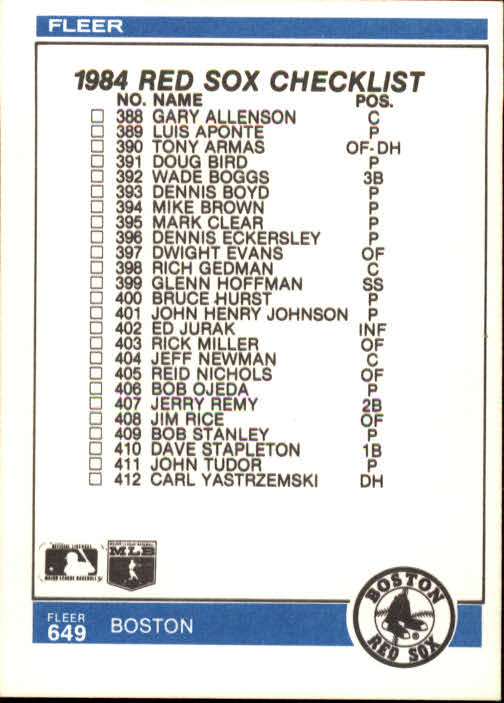 FLEER
1984 RED SOX CHECKLIST
NO. NAME POS.
388 GARY ALLENSON C
389 LUIS APONTE P
390 TONY ARMAS OF-DH
391 DOUG BIRD P
392 WADE BOGGS 3B
393 DENNIS BOYD P
394 MIKE BROWN P
395 MARK CLEAR P
396 DENNIS ECKERSLEY P
397 DWIGHT EVANS OF
398 RICH GEDMAN C
399 GLENN HOFFMAN SS
400 BRUCE HURST P
401 JOHN HENRY JOHNSON P
402 ED JURAK INF
403 RICK MILLER OF
404 JEFF NEWMAN C
405 REID NICHOLS OF
406 BOB OJEDA P
407 JERRY REMY 2B
408 JIM RICE OF
409 BOB STANLEY P
410 DAVE STAPLETON 1B
411 JOHN TUDOR P
412 CARL YASTRZEMSKI DH
MLB
FLEER
649 BOSTON
BOSTON
RED SOX